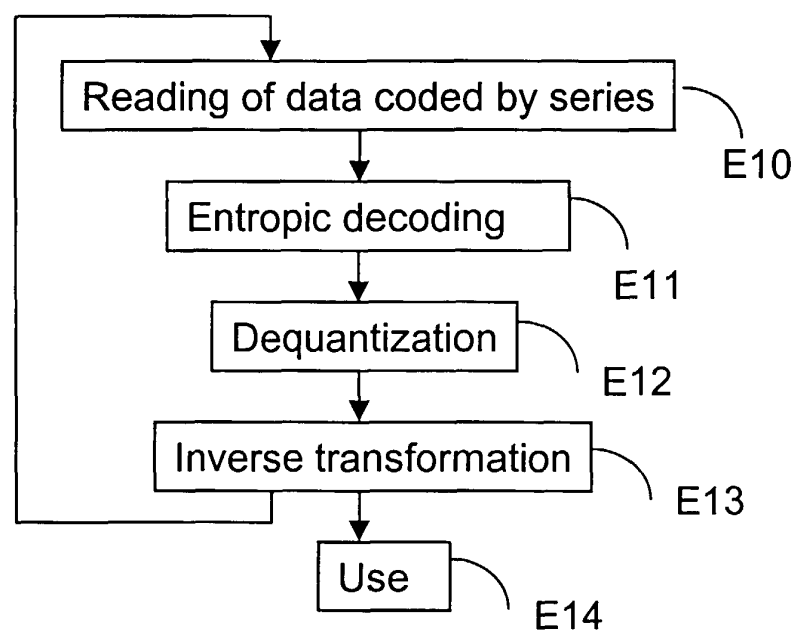 Reading of data coded by series
E10
Entropic decoding
E11
Dequantization
E12
Inverse transformation
E13
Use
E14